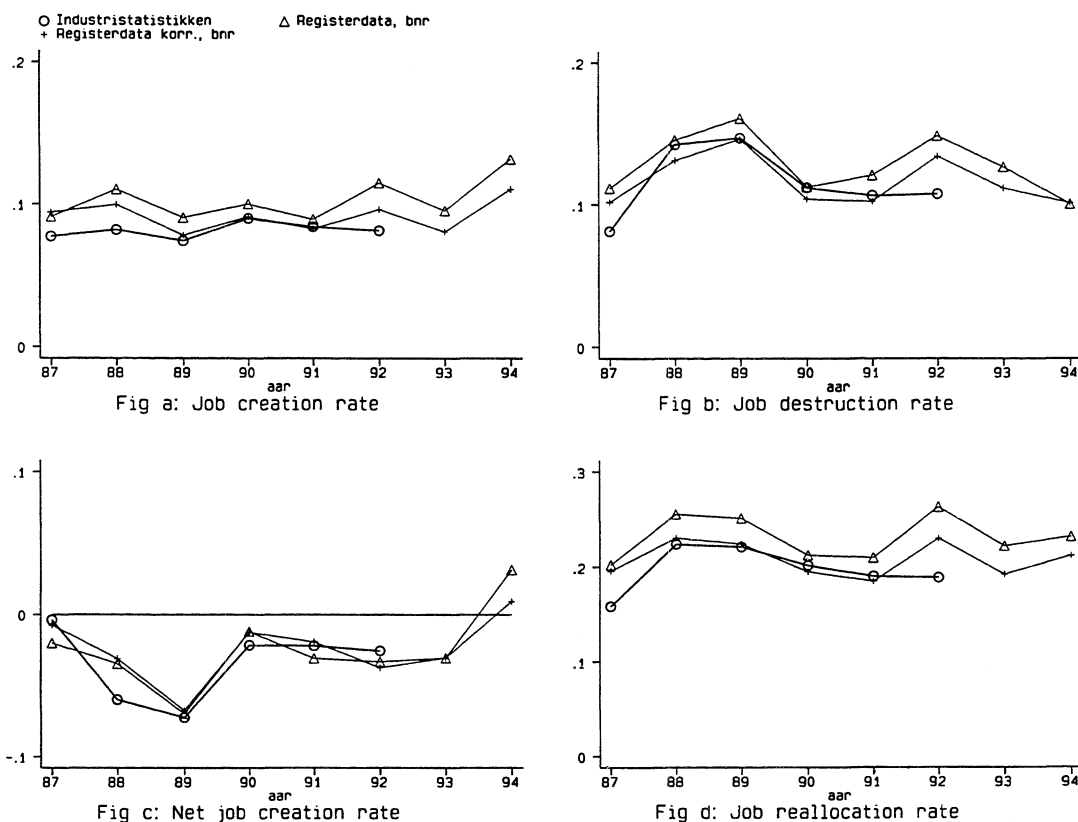 Industristatistikken
Registerdata, bnr
Registerdata korr., bnr
.2
.1
0
87 88 89 90 91 92 93 94
aar
Fig a: Job creation rate
.2
.1
0
87 88 89 90 91 92 93 94
aar
Fig b: Job destruction rate
.1
0
-.1
87 88 89 90 91 92 93 94
aar
Fig c: Net job creation rate
.3
.2
.1
0
87 88 89 90 91 92 93 94
aar
Fig d: Job reallocation rate